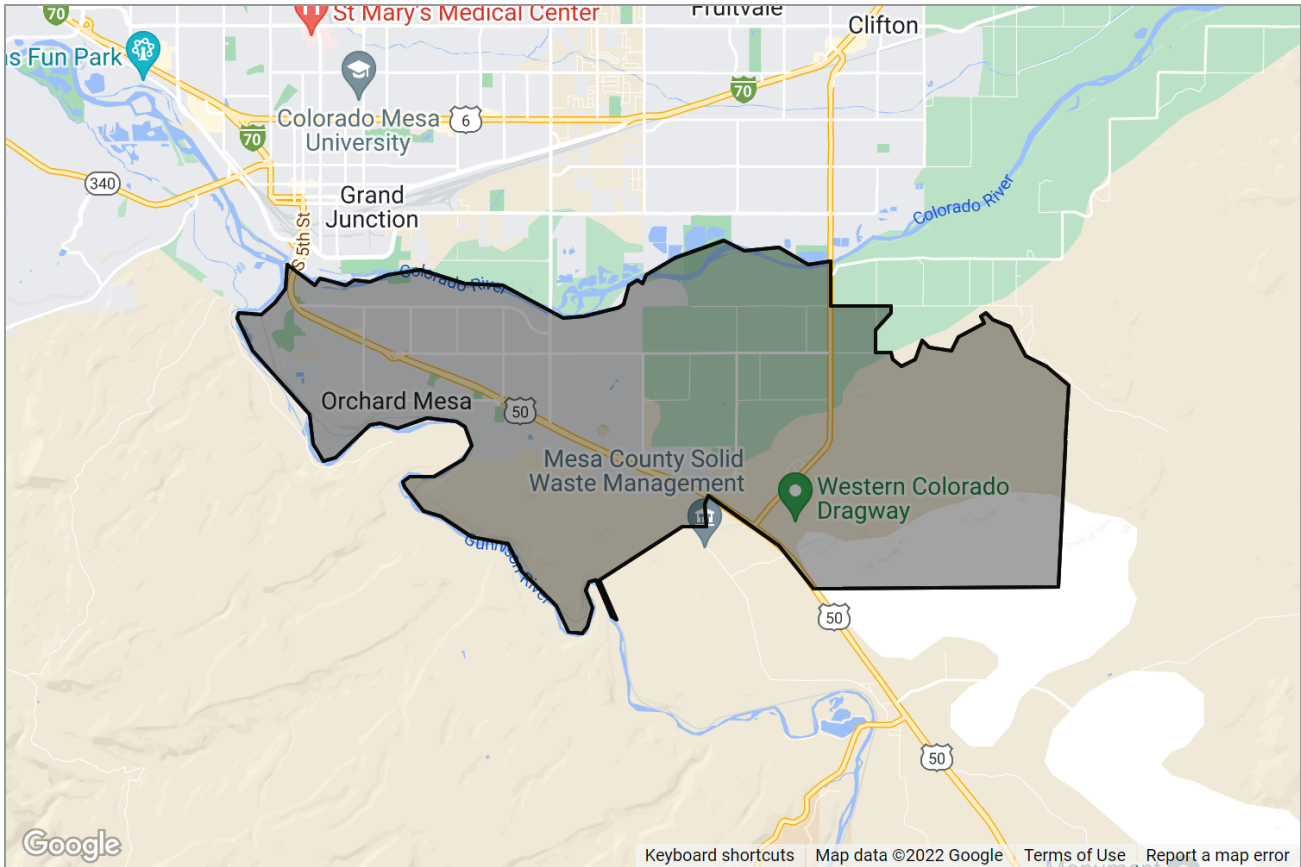 70
St Mary's Medical Center
Fruitvale
Clifton
s Fun Park
70
Colorado Mesa
University
6
70
340
Grand
Junction
S 5th St
Colorado River
Colorado River
Orchard Mesa
50
Mesa County Solid
Waste Management
Western Colorado
Dragway
Gunnison River
50
50
Google
Keyboard shortcuts
Map data ©2022 Google
Terms of Use
Report a map error